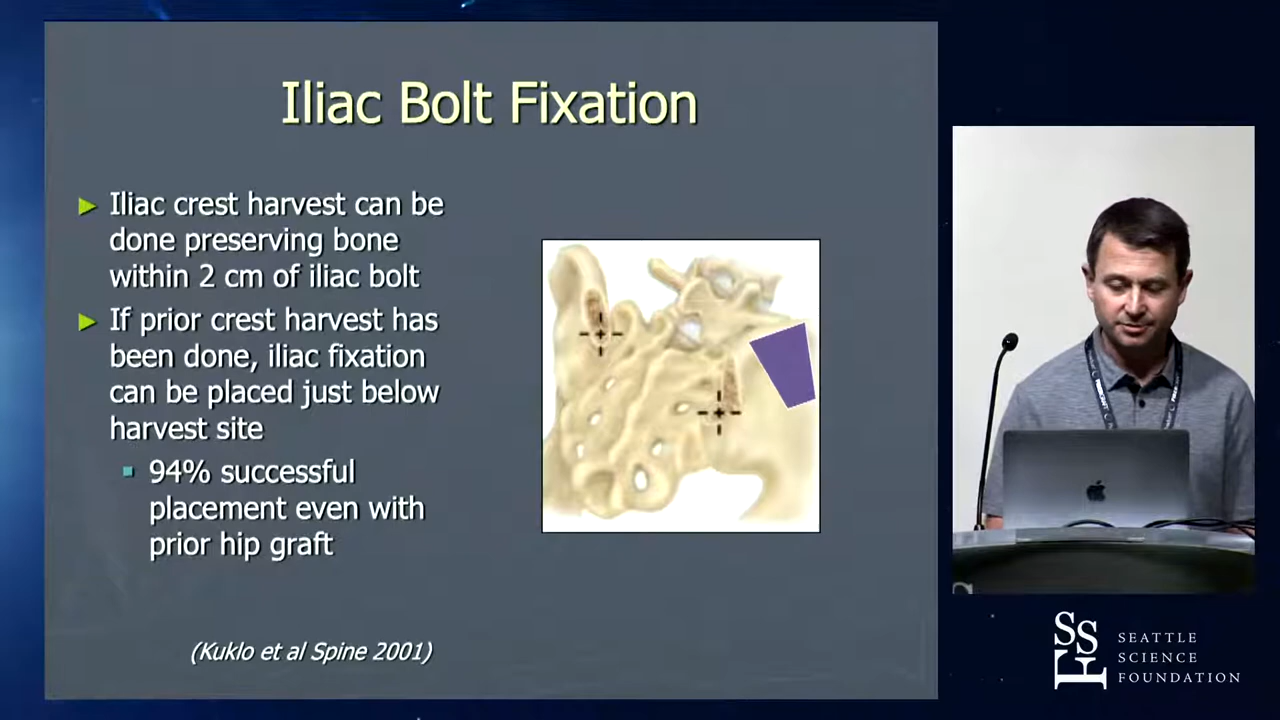 Iliac Bolt Fixation
Iliac crest harvest can be
done preserving bone
within 2 cm of iliac bolt
If prior crest harvest has
been done, iliac fixation
can be placed just below
harvest site
94% successful
placement even with
prior hip graft
(Kuklo et al Spine 2001)
SSF
SEATTLE
SCIENCE
FOUNDATION